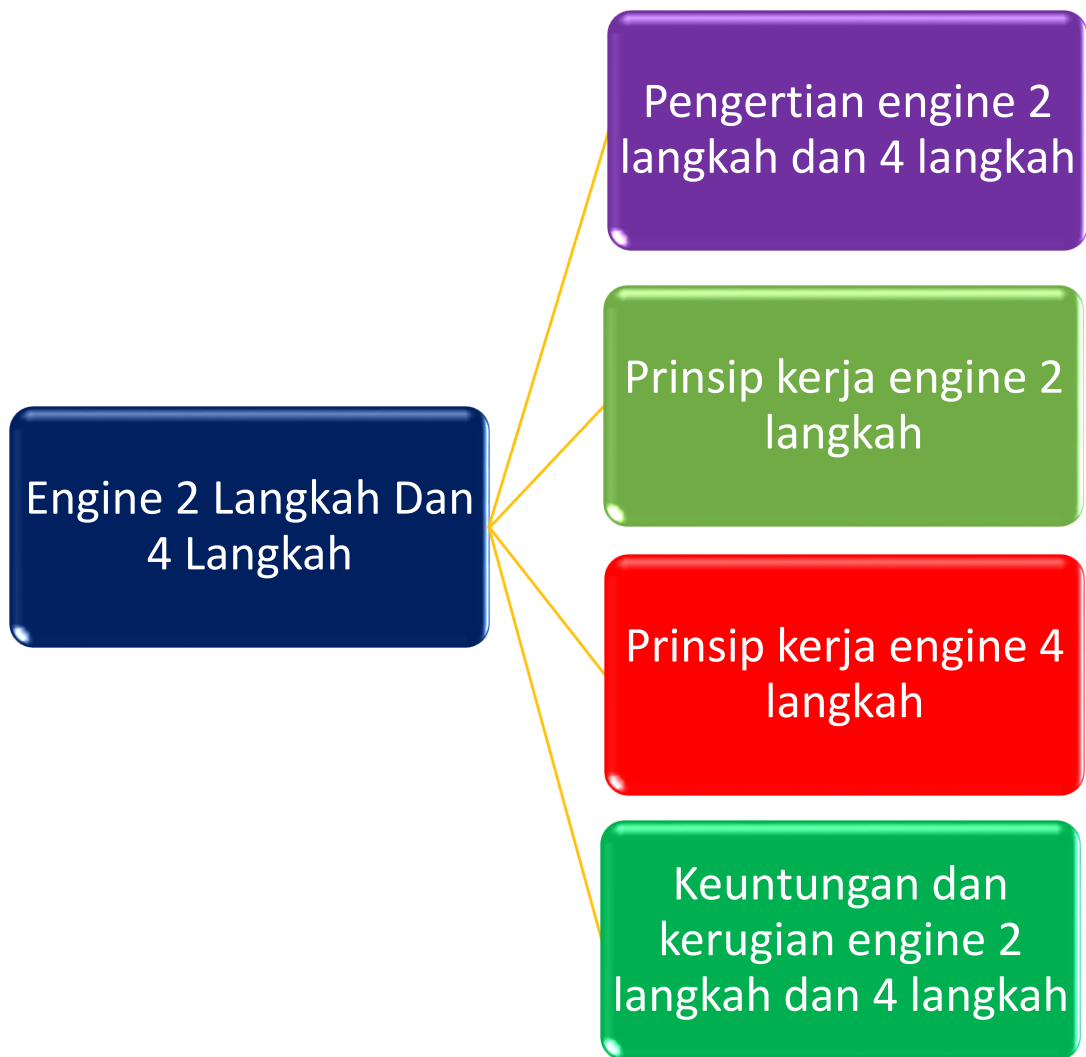 Pengertian engine 2
langkah dan 4 langkah
Prinsip kerja engine 2
langkah
Engine 2 Langkah Dan
4 Langkah
Prinsip kerja engine 4
langkah
Keuntungan dan
kerugian engine 2
langkah dan 4 langkah